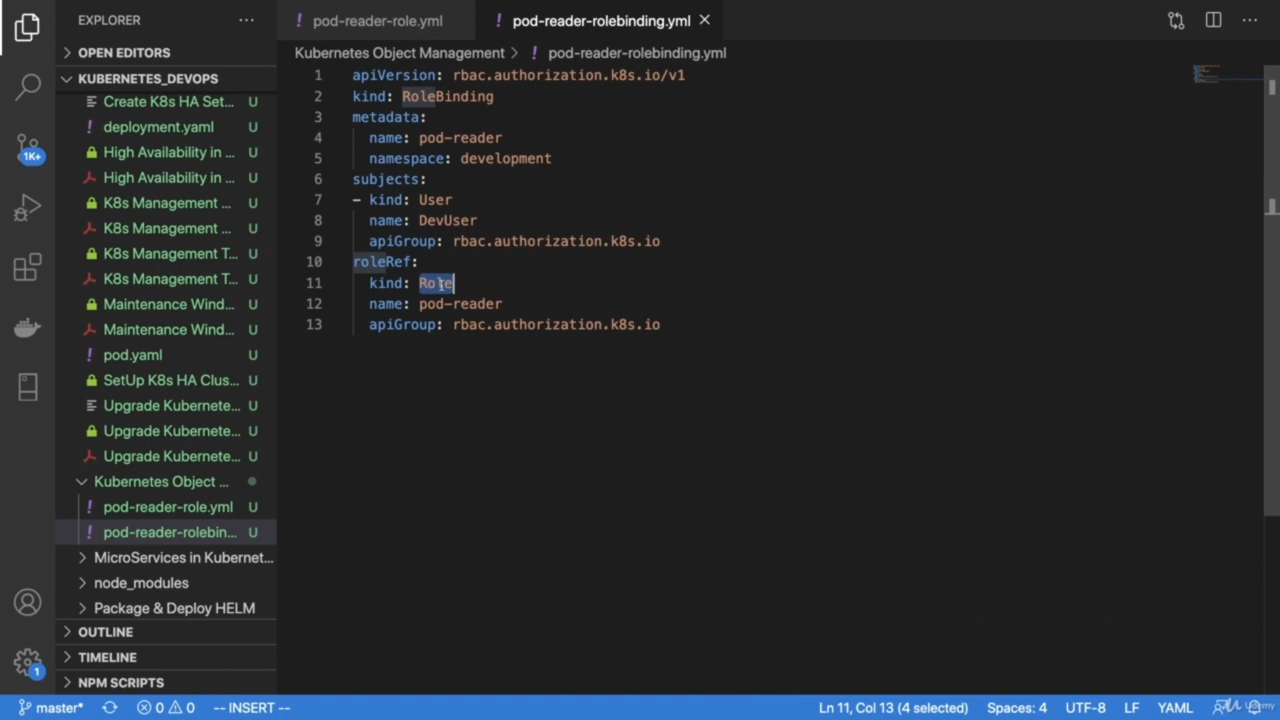 EXPLORER
pod-reader-role.yml
pod-reader-rolebinding.yml
OPEN EDITORS
Kubernetes Object Management > ! pod-reader-rolebinding.yml
KUBERNETES_DEVOPS
Create K8s HA Set... U
! deployment.yaml U
High Availability in ... U
High Availability in ... U
K8s Management ... U
K8s Management ... U
K8s Management T... U
K8s Management T... U
Maintenance Wind... U
Maintenance Wind... U
! pod.yaml U
SetUp K8s HA Clus... U
Upgrade Kubernete... U
Upgrade Kubernete... U
Upgrade Kubernete... U
Kubernetes Object ...
! pod-reader-role.yml U
! pod-reader-rolebin... U
MicroServices in Kubernet...
node_modules
Package & Deploy HELM
OUTLINE
TIMELINE
NPM SCRIPTS
1K+
1
1 apiVersion: rbac.authorization.k8s.io/v1
2 kind: RoleBinding
3 metadata:
4 name: pod-reader
5 namespace: development
6 subjects:
7 - kind: User
8 name: DevUser
9 apiGroup: rbac.authorization.k8s.io
10 roleRef:
11 kind: Role
12 name: pod-reader
13 apiGroup: rbac.authorization.k8s.io
master* 0 0 -- INSERT -- Ln 11, Col 13 (4 selected) Spaces: 4 UTF-8 LF YAML
Udemy